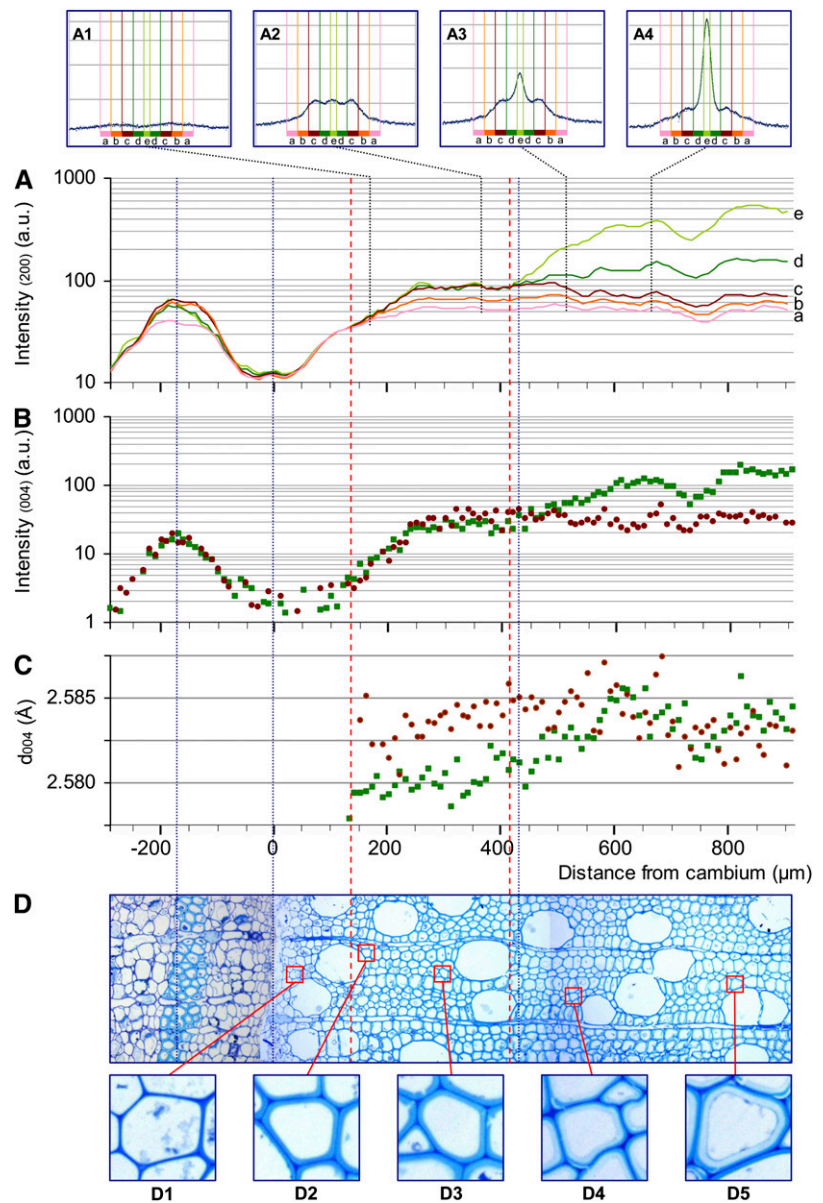 A1 A2 A3 A4
a b c d e d c b a
a b c d e d c b a
a b c d e d c b a
a b c d e d c b a
A
Intensity (200) (a.u.)
1000
100
10
e
d
c
b
a
B
Intensity (004) (a.u.)
1000
100
10
1
C
d004 (Å)
2.585
2.580
-200 0 200 400 600 800
Distance from cambium (µm)
D
D1 D2 D3 D4 D5